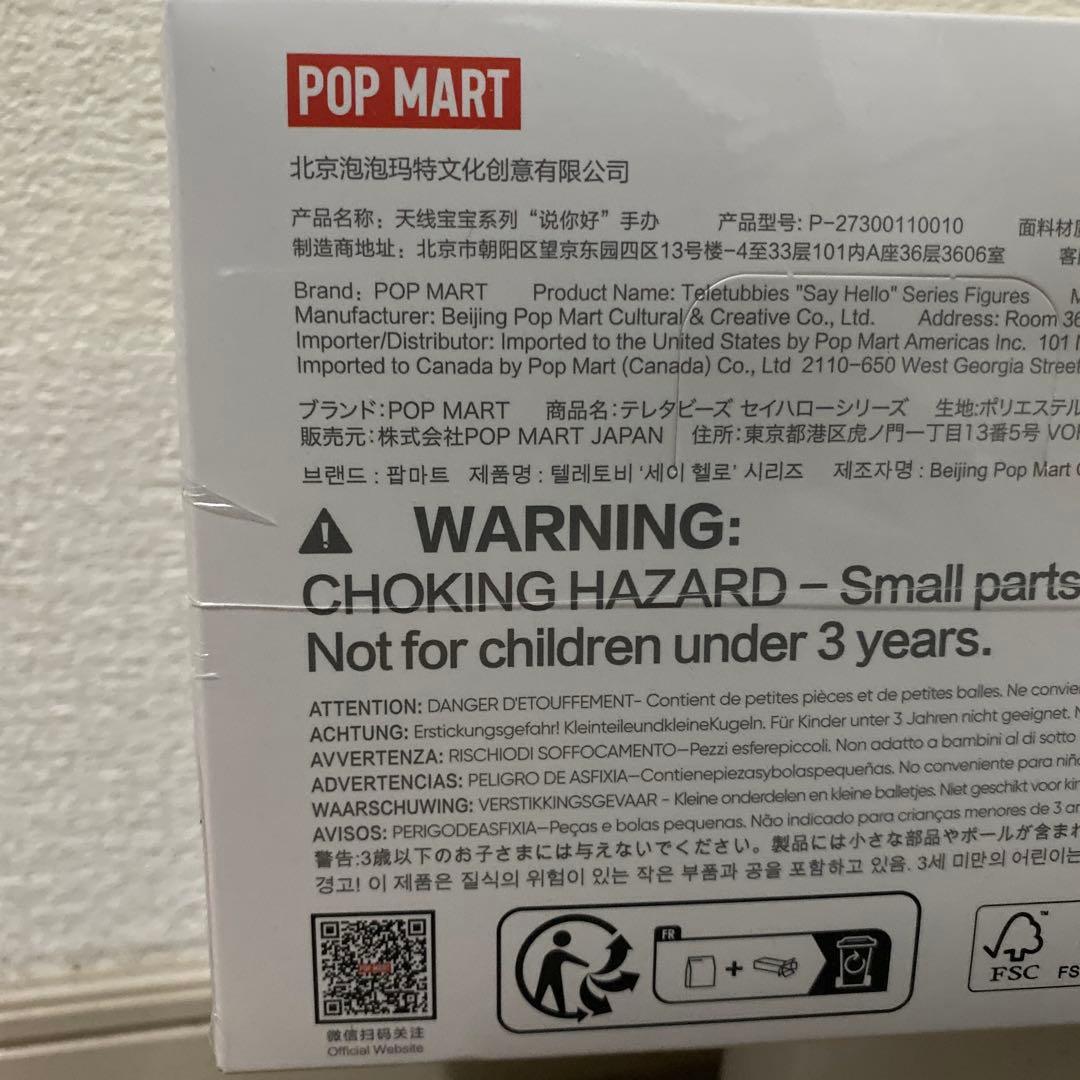 POP MART
北京泡泡玛特文化创意有限公司
产品名称：天线宝宝系列“说你好”手办 产品型号: P-27300110010 面料材质
制造商地址：北京市朝阳区望京东园四区13号楼-4至33层101内A座36层3606室 客
Brand: POP MART Product Name: Teletubbies "Say Hello" Series Figures M
Manufacturer: Beijing Pop Mart Cultural & Creative Co., Ltd. Address: Room 36
Importer/Distributor: Imported to the United States by Pop Mart Americas Inc. 101
Imported to Canada by Pop Mart (Canada) Co., Ltd 2110-650 West Georgia Street
ブランド:POP MART 商品名:テレタビーズ セイハローシリーズ 生地:ポリエステル
販売元:株式会社POP MART JAPAN 住所:東京都港区虎ノ門一丁目13番5号 VOR
브랜드 : 팝마트 제품명 : 텔레토비 '세이 헬로' 시리즈 제조자명 : Beijing Pop Mart C
WARNING:
CHOKING HAZARD – Small parts
Not for children under 3 years.
ATTENTION: DANGER D'ETOUFFEMENT- Contient de petites pièces et de petites balles. Ne convie
ACHTUNG: Erstickungsgefahr! KleinteileundkleineKugeln. Für Kinder unter 3 Jahren nicht geeignet.
AVVERTENZA: RISCHIODI SOFFOCAMENTO–Pezzi esferepiccoli. Non adatto a bambini al di sotto
ADVERTENCIAS: PELIGRO DE ASFIXIA–Contienepiezasybolaspequeñas. No conveniente para niño
WAARSCHUWING: VERSTIKKINGSGEVAAR - Kleine onderdelen en kleine balletjes. Niet geschikt voor kin
AVISOS: PERIGODEASFIXIA–Peças e bolas pequenas. Não indicado para crianças menores de 3 an
警告:3歳以下のお子さまには与えないでください。製品には小さな部品やボールが含まれ
경고! 이 제품은 질식의 위험이 있는 작은 부품과 공을 포함하고 있음. 3세 미만의 어린이는
FR
FSC FS
微信扫码关注
Official Website